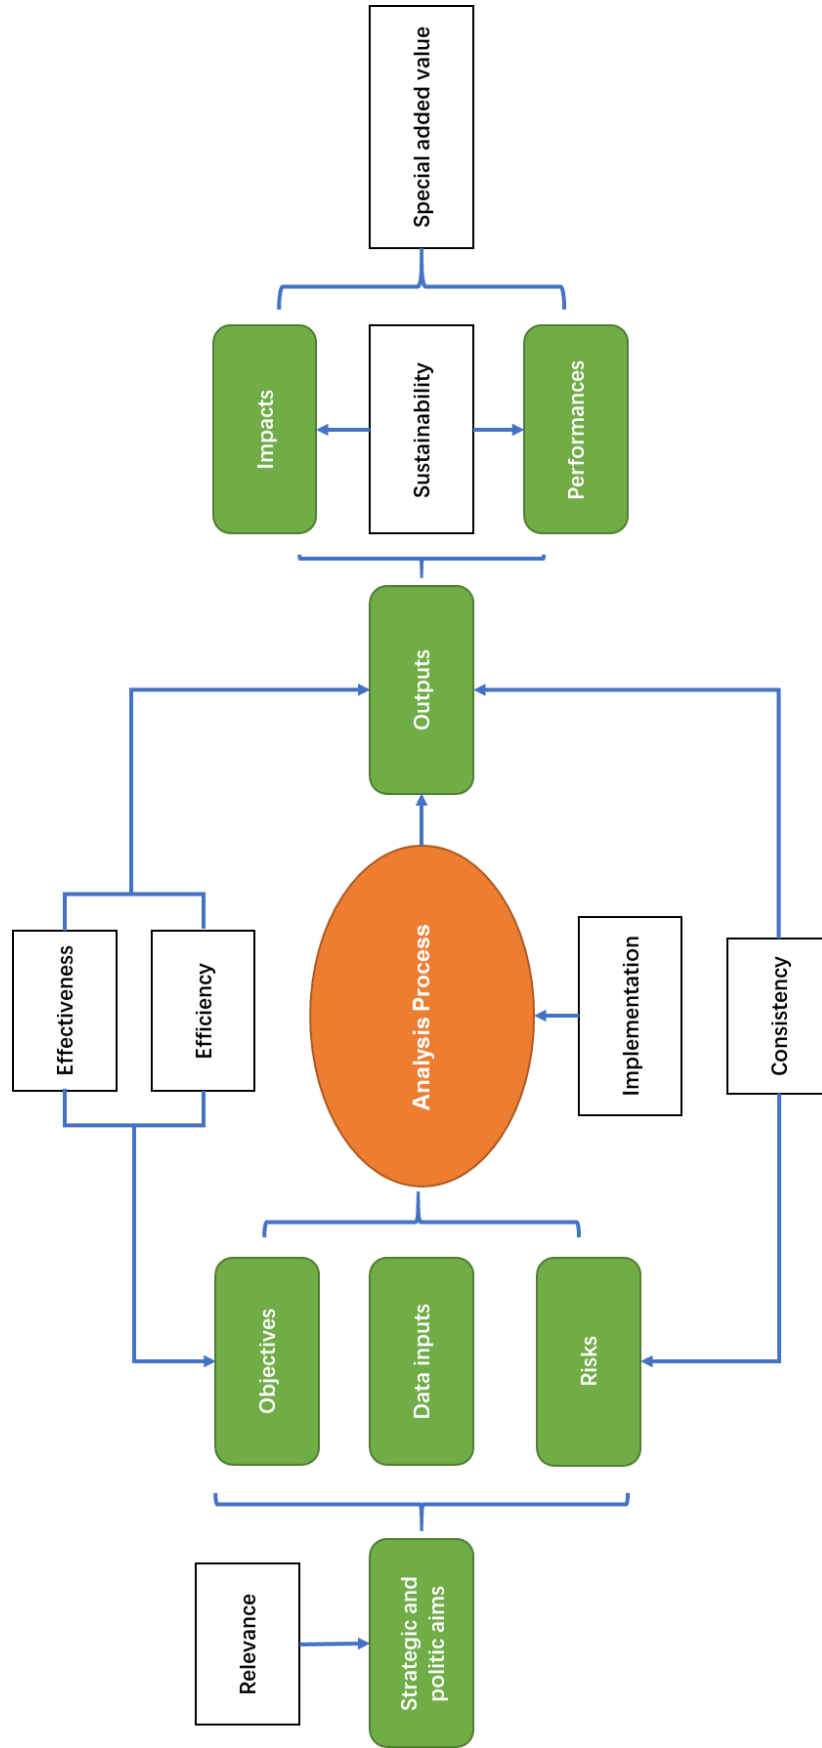 Relevance
Strategic and
politic aims
Objectives
Data inputs
Risks
Effectiveness
Efficiency
Analysis Process
Implementation
Consistency
Outputs
Impacts
Sustainability
Performances
Special added value